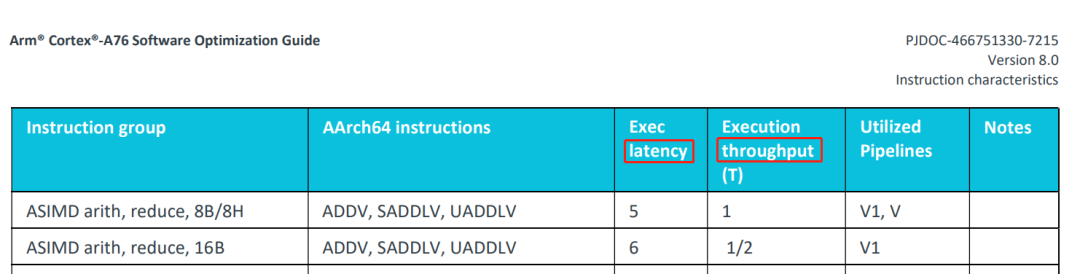 Arm® Cortex®-A76 Software Optimization Guide
PJDOC-466751330-7215
Version 8.0
Instruction characteristics
Instruction group AArch64 instructions Exec latency Execution throughput (T) Utilized Pipelines Notes
ASIMD arith, reduce, 8B/8H ADDV, SADDLV, UADDLV 5 1 V1, V
ASIMD arith, reduce, 16B ADDV, SADDLV, UADDLV 6 1/2 V1